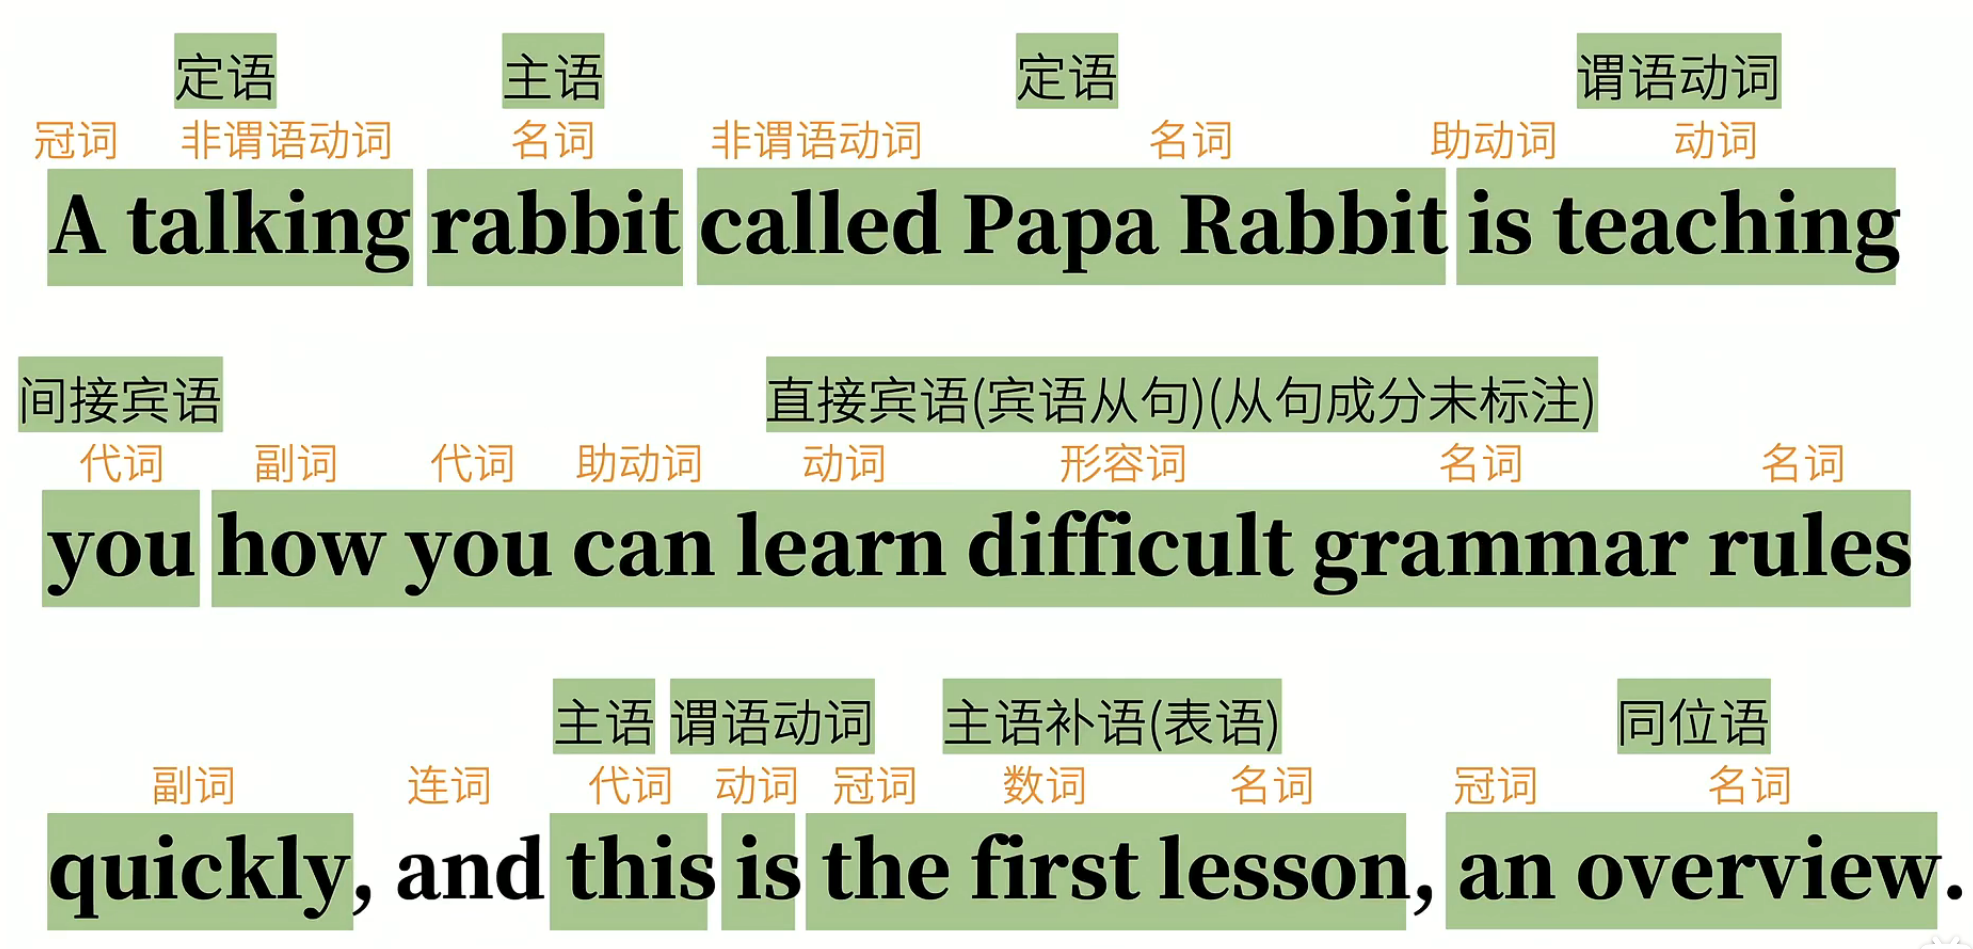 定语 主语 定语 谓语动词
冠词 非谓语动词 名词 非谓语动词 名词 助动词 动词
A talking rabbit called Papa Rabbit is teaching
间接宾语 直接宾语(宾语从句)(从句成分未标注)
代词 副词 代词 助动词 动词 形容词 名词 名词
you how you can learn difficult grammar rules
主语 谓语动词 主语补语(表语) 同位语
副词 连词 代词 动词 冠词 数词 名词 冠词 名词
quickly, and this is the first lesson, an overview.